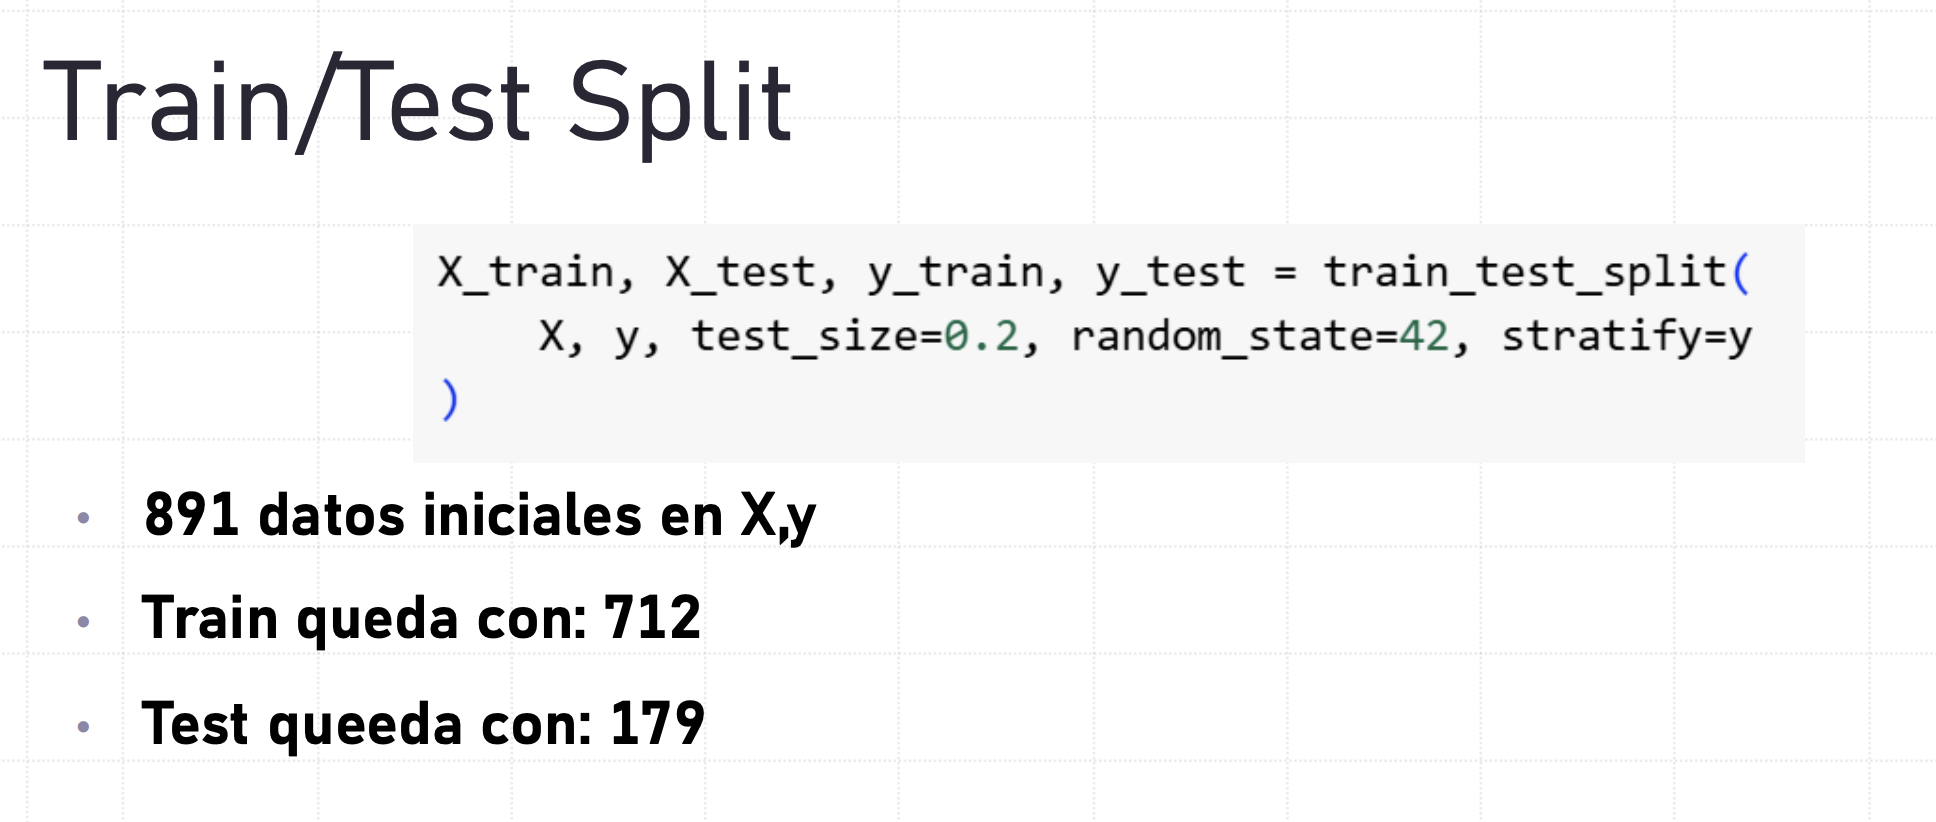 Train/Test Split
X_train, X_test, y_train, y_test = train_test_split(
    X, y, test_size=0.2, random_state=42, stratify=y
)
• 891 datos iniciales en X,y
• Train queda con: 712
• Test queeda con: 179